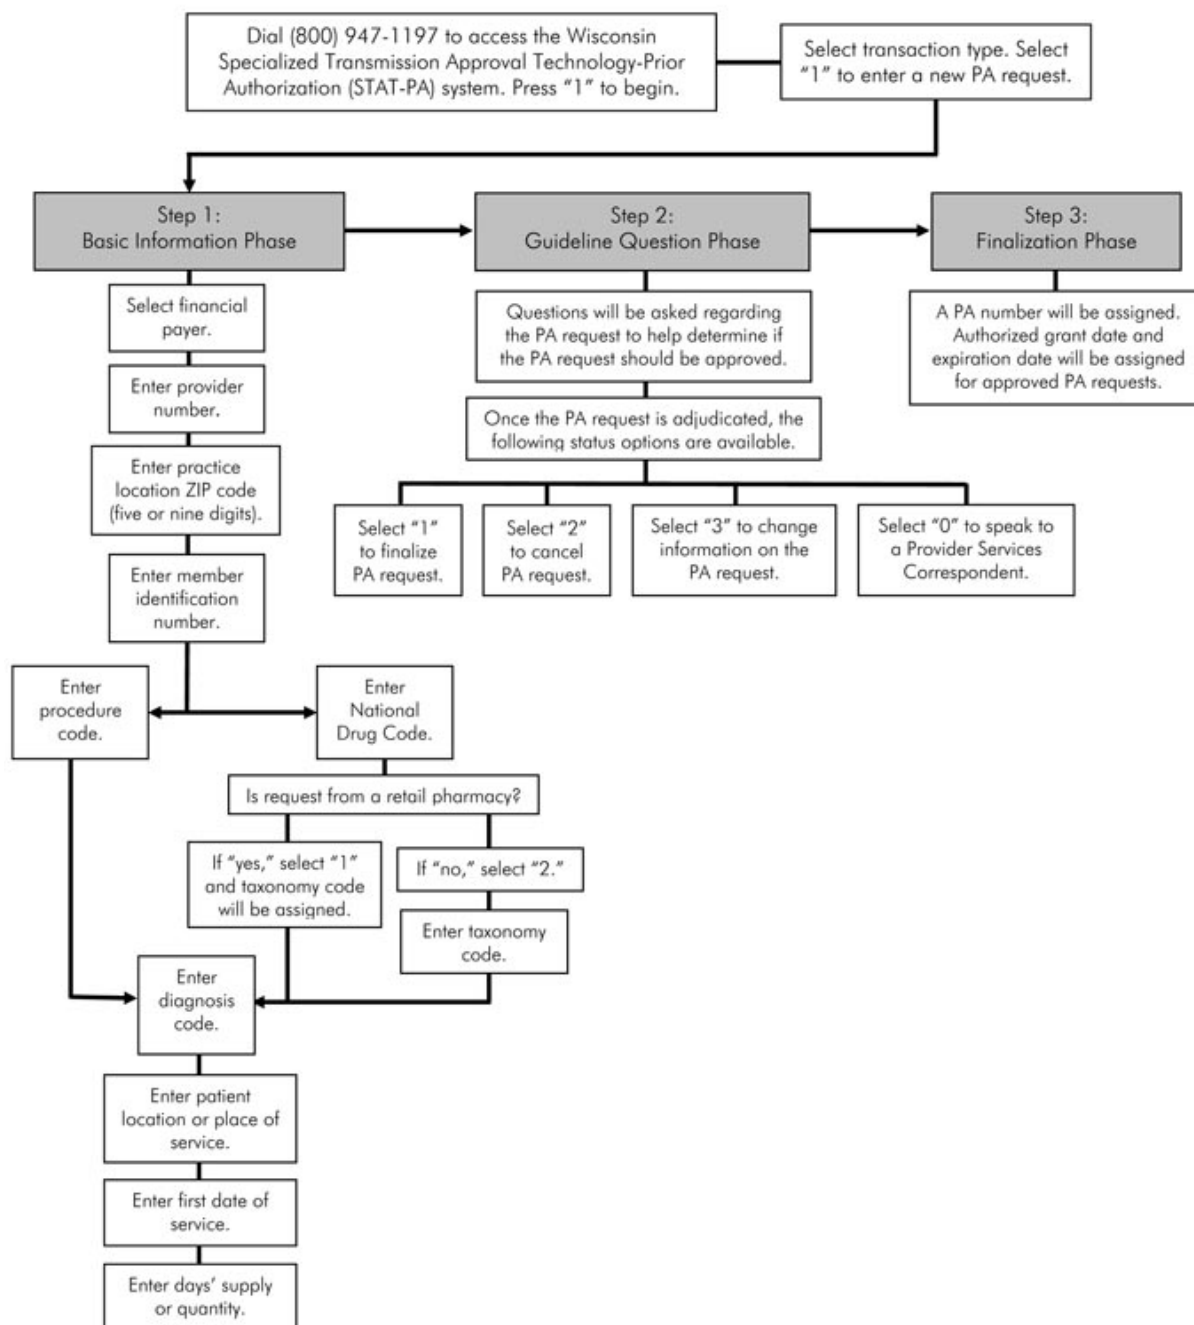 Dial (800) 947-1197 to access the Wisconsin
Specialized Transmission Approval Technology-Prior
Authorization (STAT-PA) system. Press “1” to begin.
Select transaction type. Select
“1” to enter a new PA request.
Step 1:
Basic Information Phase
Step 2:
Guideline Question Phase
Step 3:
Finalization Phase
Select financial
payer.
Enter provider
number.
Enter practice
location ZIP code
(five or nine digits).
Enter member
identification
number.
Questions will be asked regarding
the PA request to help determine if
the PA request should be approved.
Once the PA request is adjudicated, the
following status options are available.
Select “1”
to finalize
PA request.
Select “2”
to cancel
PA request.
Select “3” to change
information on the
PA request.
Select “0” to speak to
a Provider Services
Correspondent.
A PA number will be assigned.
Authorized grant date and
expiration date will be assigned
for approved PA requests.
Enter
procedure
code.
Enter
National
Drug Code.
Is request from a retail pharmacy?
If “yes,” select “1”
and taxonomy code
will be assigned.
If “no,” select “2.”
Enter taxonomy
code.
Enter
diagnosis
code.
Enter patient
location or place of
service.
Enter first date of
service.
Enter days’ supply
or quantity.